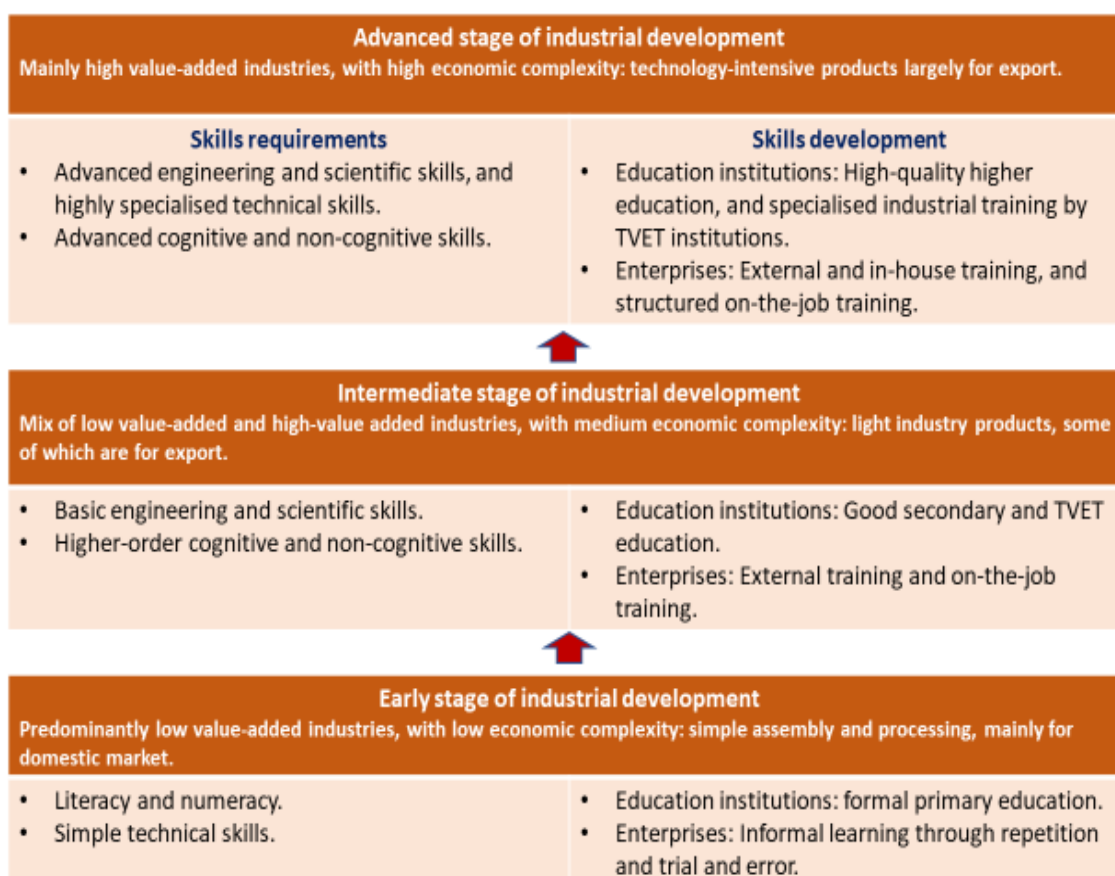 Advanced stage of industrial development
Mainly high value-added industries, with high economic complexity: technology-intensive products largely for export.
Skills requirements
• Advanced engineering and scientific skills, and
highly specialised technical skills.
• Advanced cognitive and non-cognitive skills.
Skills development
• Education institutions: High-quality higher
education, and specialised industrial training by
TVET institutions.
• Enterprises: External and in-house training, and
structured on-the-job training.
Intermediate stage of industrial development
Mix of low value-added and high-value added industries, with medium economic complexity: light industry products, some
of which are for export.
• Basic engineering and scientific skills.
• Higher-order cognitive and non-cognitive skills.
• Education institutions: Good secondary and TVET
education.
• Enterprises: External training and on-the-job
training.
Early stage of industrial development
Predominantly low value-added industries, with low economic complexity: simple assembly and processing, mainly for
domestic market.
• Literacy and numeracy.
• Simple technical skills.
• Education institutions: formal primary education.
• Enterprises: Informal learning through repetition
and trial and error.